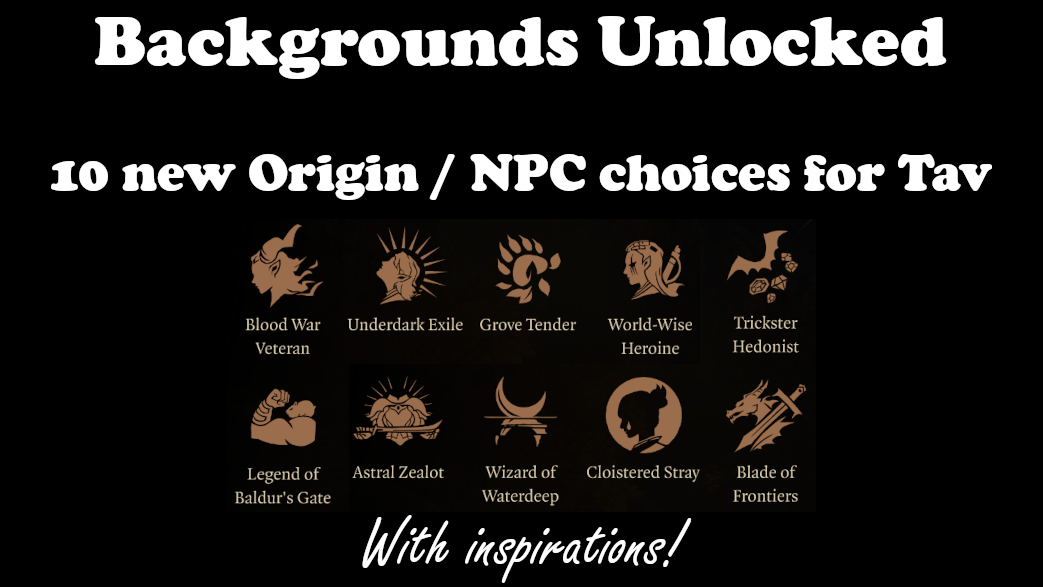 Backgrounds Unlocked
10 new Origin / NPC choices for Tav
Blood War Veteran
Underdark Exile
Grove Tender
World-Wise Heroine
Trickster Hedonist
Legend of Baldur's Gate
Astral Zealot
Wizard of Waterdeep
Cloistered Stray
Blade of Frontiers
With inspirations!